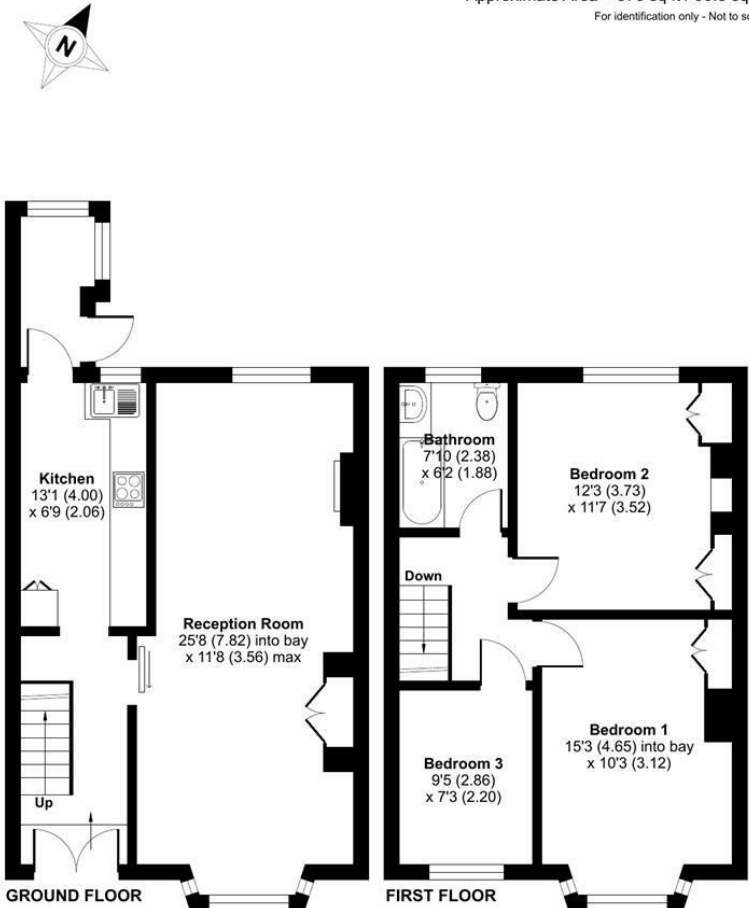 For identification only - Not to
N
Kitchen
13'1 (4.00)
x 6'9 (2.06)
Reception Room
25'8 (7.82) into bay
x 11'8 (3.56) max
Up
GROUND FLOOR
Bathroom
7'10 (2.38)
x 6'2 (1.88)
Bedroom 2
12'3 (3.73)
x 11'7 (3.52)
Down
Bedroom 1
15'3 (4.65) into bay
x 10'3 (3.12)
Bedroom 3
9'5 (2.86)
x 7'3 (2.20)
FIRST FLOOR